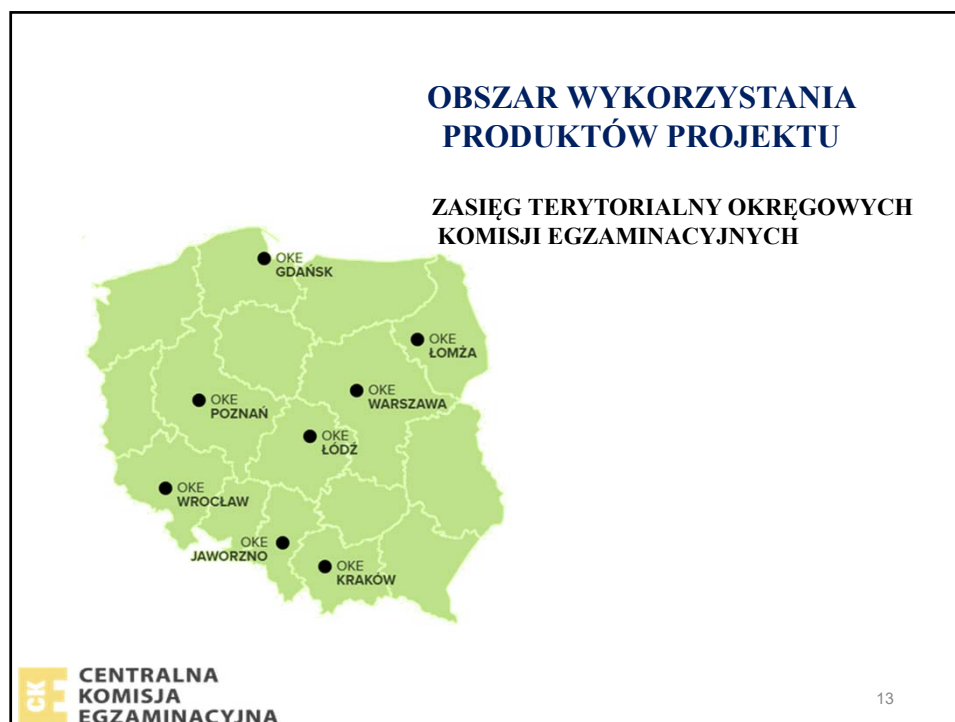 OBSZAR WYKORZYSTANIA
PRODUKTÓW PROJEKTU
ZASIĘG TERYTORIALNY OKRĘGOWYCH
KOMISJI EGZAMINACYJNYCH
OKE
GDAŃSK
OKE
ŁOMŻA
OKE
WARSZAWA
OKE
POZNAŃ
OKE
ŁÓDŹ
OKE
WROCŁAW
OKE
JAWORZNO
OKE
KRAKÓW
CKE
CENTRALNA
KOMISJA
EGZAMINACYJNA
13